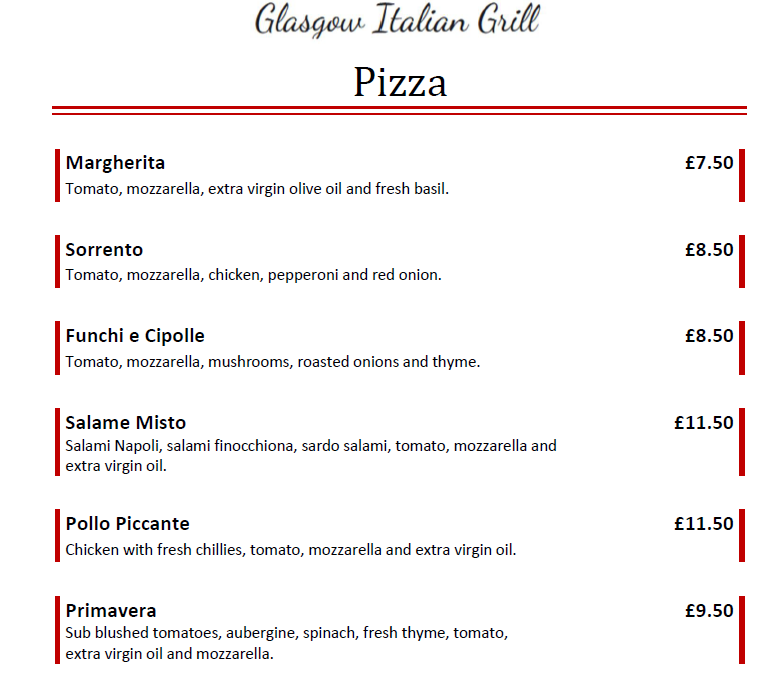 Glasgow Italian Grill
Pizza
Margherita £7.50
Tomato, mozzarella, extra virgin olive oil and fresh basil.
Sorrento £8.50
Tomato, mozzarella, chicken, pepperoni and red onion.
Funchi e Cipolle £8.50
Tomato, mozzarella, mushrooms, roasted onions and thyme.
Salame Misto £11.50
Salami Napoli, salami finocchiona, sardo salami, tomato, mozzarella and
extra virgin oil.
Pollo Piccante £11.50
Chicken with fresh chillies, tomato, mozzarella and extra virgin oil.
Primavera £9.50
Sub blushed tomatoes, aubergine, spinach, fresh thyme, tomato,
extra virgin oil and mozzarella.